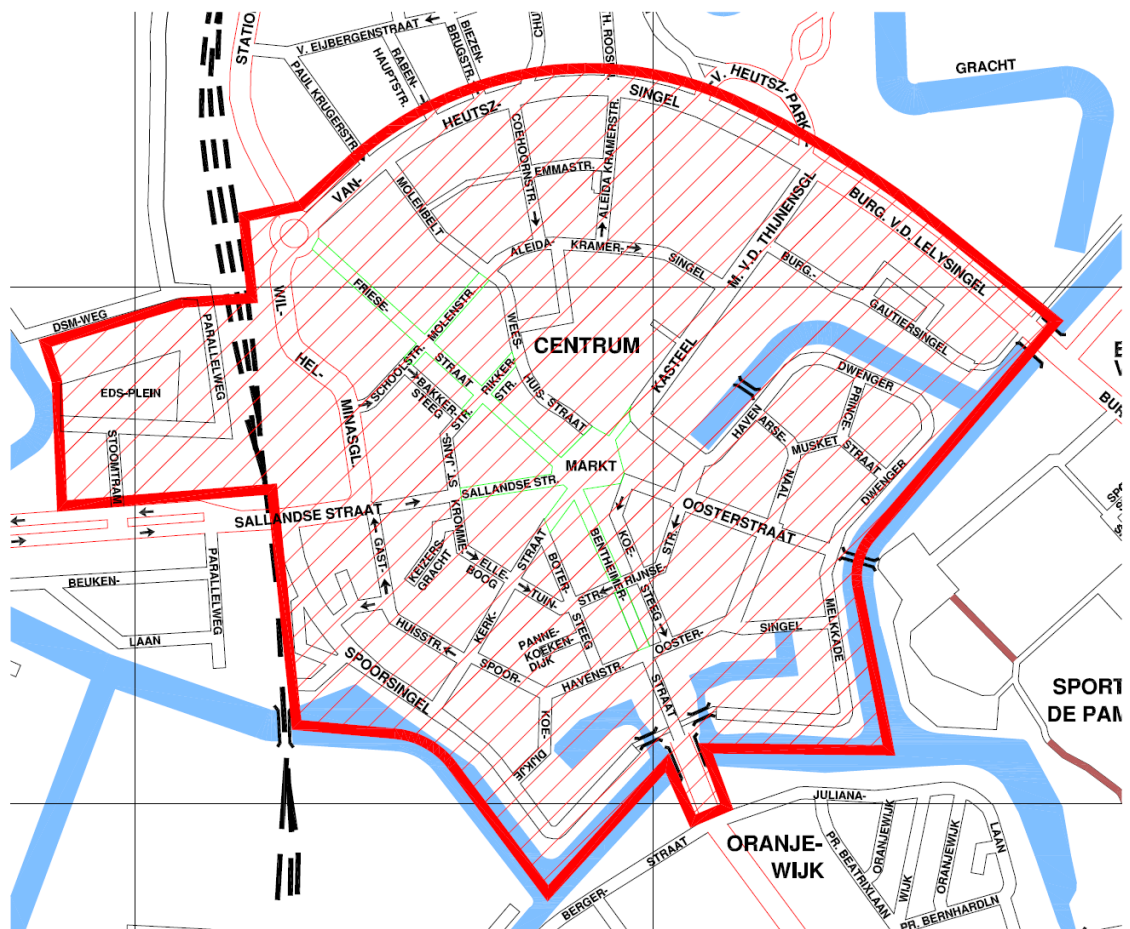 STATIO
V. EIJBERGENSTRAAT
BIEZEN-
BRUGSTR.
RABEN-
HAUPTSTR.
PAUL KRUGERSTR.
GRACHT
V. HEUTSZ- PARK
SINGEL
HEUTSZ-
VAN-
COEHOORNSTR.
ALEIDA KRAMERSTR.
EMMASTR.
MOLENBELT
ALEIDA-
KRAMER-
SINGEL
M. V.D. THIJNENSGL
BURG. V.D. LELYSINGEL
BURG.-
GAUTIERSINGEL
WIL-
HEL-
MINASGL.
FRIESE-
STRAAT
MOLENSTR.
DSM-WEG
PARALLELWEG
EDS-PLEIN
STOOMTRAM
WEES-
HUIS-
STRAAT
CENTRUM
KASTEEL
SCHOOLSTR.
BAKKER-
STEEG
STR.
RIKKER-
STR.
ST. JANS-
MARKT
SALLANDSE STR.
SALLANDSE STRAAT
DWENGER
PRINCE-
HAVEN
ARSE-
NAAL
MUSKET
STRAAT
DWENGER
OOSTERSTRAAT
BUR
KROMME-
ELLE-
BOOG
KEIZERS-
GRACHT
GAST-
HUISSTR.
STRAAT
KERK-
BOTER-
STEEG
TUIN-
STR.
BENTHEIMER-
STRAAT
KOE-
STEEG
RIJNSE-
STR.
PANNE-
KOEKEN-
DIJK
OOSTER-
SINGEL
MELKKADE
BEUKEN-
LAAN
PARALLELWEG
SPOORSINGEL
SPOOR-
HAVENSTR.
KOE-
DIJKJE
SPORT
DE PAM
JULIANA-
LAAN
ORANJE-
WIJK
BERGER-
STRAAT
PR. BEATRIXLAAN
ORANJEWIJK
WIJK
ORANJEWIJK
PR. BERNHARDLN